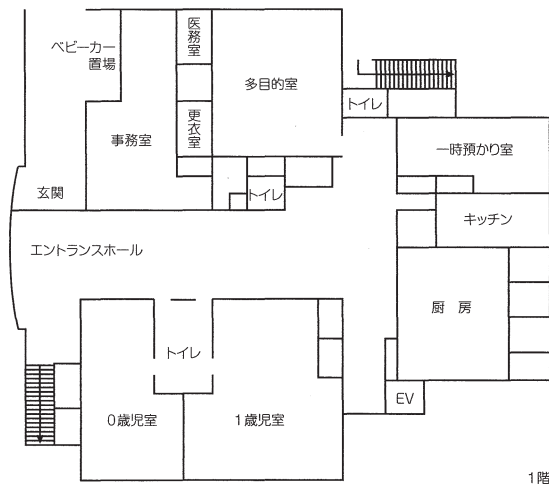 ベビーカー
置場
医務室
多目的室
トイレ
事務室
更衣室
一時預かり室
玄関
トイレ
キッチン
エントランスホール
厨房
トイレ
0歳児室
1歳児室
EV
1階